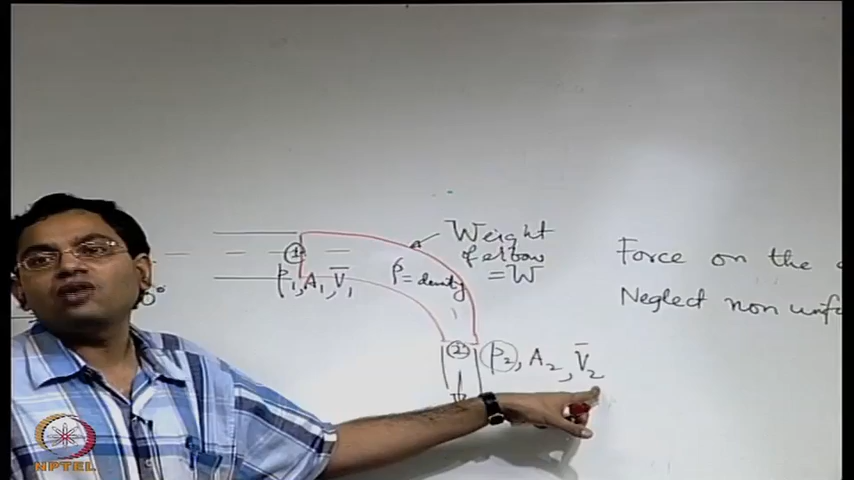 Weight
of elbow
= W
①
p₁, A₁, V̄₁
ρ = density
② p₂, A₂, V̄₂
Force on the
Neglect non unif
0°
NPTEL